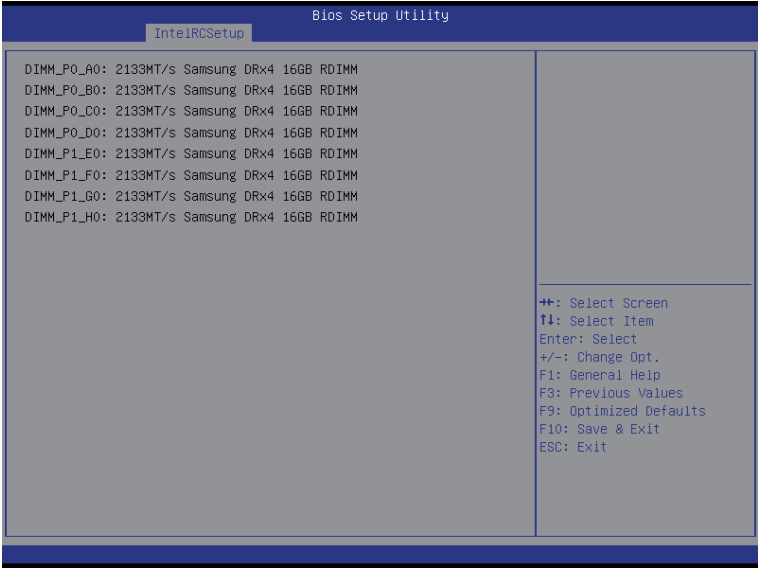 Bios Setup Utility
IntelRCSetup
DIMM_P0_A0: 2133MT/s Samsung DRx4 16GB RDIMM
DIMM_P0_B0: 2133MT/s Samsung DRx4 16GB RDIMM
DIMM_P0_C0: 2133MT/s Samsung DRx4 16GB RDIMM
DIMM_P0_D0: 2133MT/s Samsung DRx4 16GB RDIMM
DIMM_P1_E0: 2133MT/s Samsung DRx4 16GB RDIMM
DIMM_P1_F0: 2133MT/s Samsung DRx4 16GB RDIMM
DIMM_P1_G0: 2133MT/s Samsung DRx4 16GB RDIMM
DIMM_P1_H0: 2133MT/s Samsung DRx4 16GB RDIMM
→←: Select Screen
↑↓: Select Item
Enter: Select
+/-: Change Opt.
F1: General Help
F3: Previous Values
F9: Optimized Defaults
F10: Save & Exit
ESC: Exit